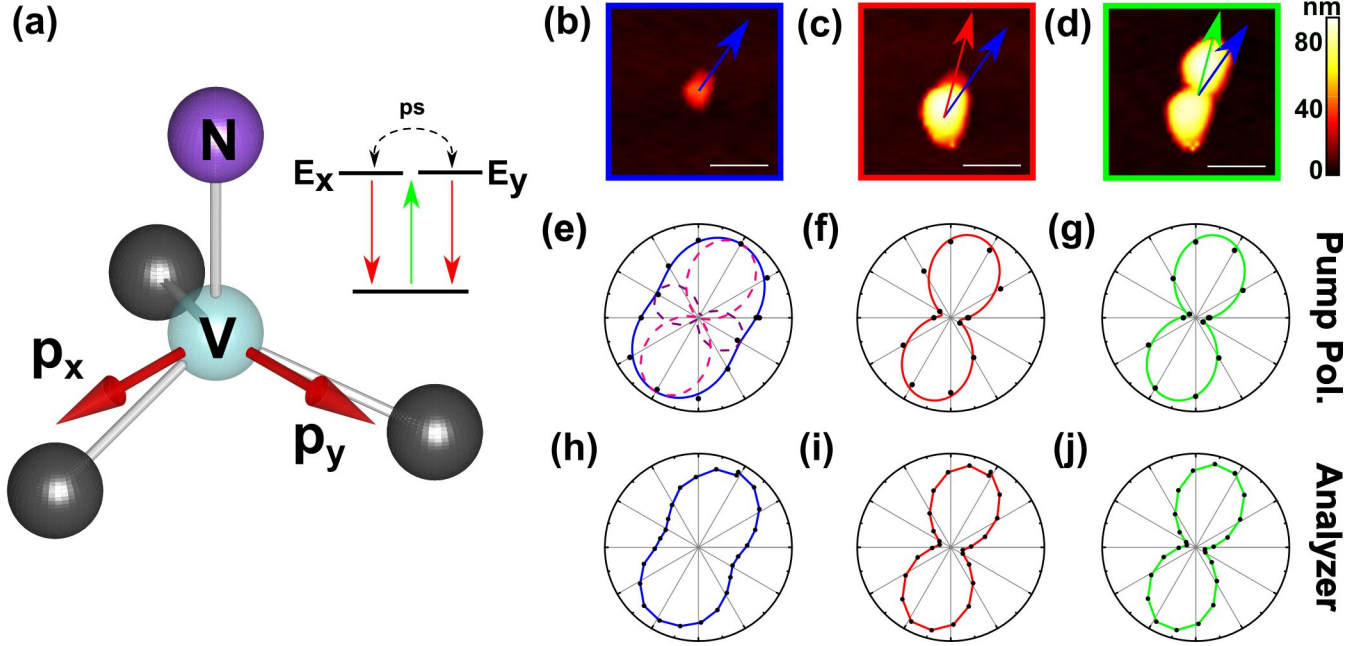 (a)
N
V
px
py
ps
Ex
Ey
(b)
(c)
(d)
nm
80
40
0
(e)
(f)
(g)
Pump Pol.
(h)
(i)
(j)
Analyzer